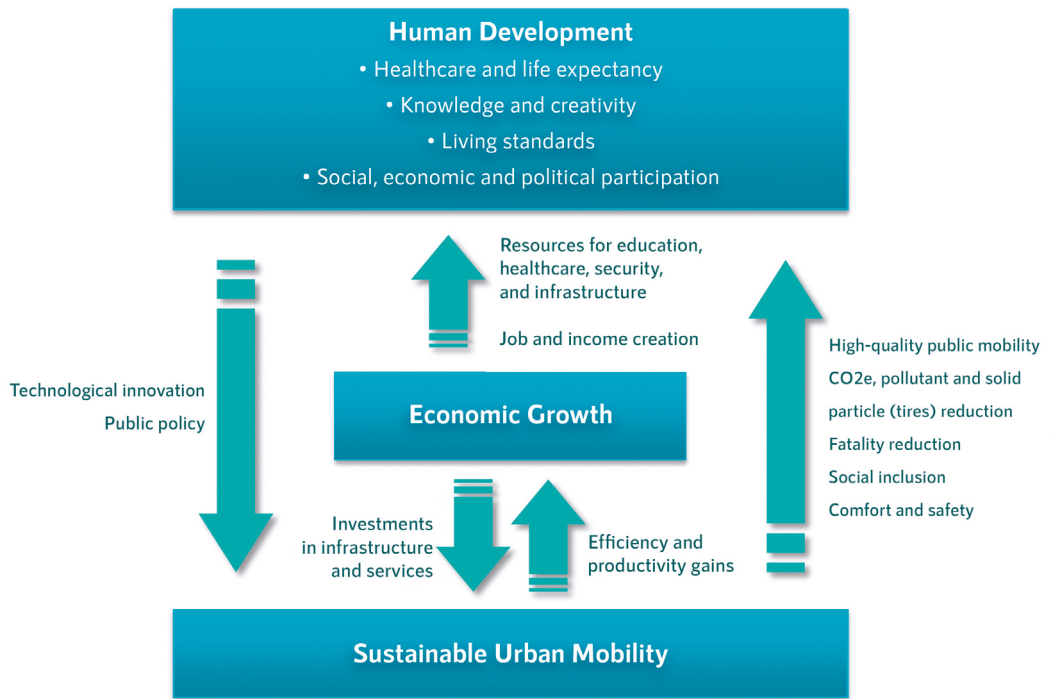 Human Development
• Healthcare and life expectancy
• Knowledge and creativity
• Living standards
• Social, economic and political participation
Resources for education,
healthcare, security,
and infrastructure
Job and income creation
Technological innovation
Public policy
High-quality public mobility
CO2e, pollutant and solid
particle (tires) reduction
Fatality reduction
Social inclusion
Comfort and safety
Economic Growth
Investments
in infrastructure
and services
Efficiency and
productivity gains
Sustainable Urban Mobility